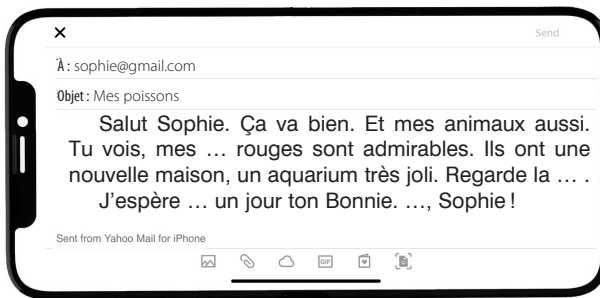 ×
Send
À : sophie@gmail.com
Objet : Mes poissons
Salut Sophie. Ça va bien. Et mes animaux aussi.
Tu vois, mes … rouges sont admirables. Ils ont une
nouvelle maison, un aquarium très joli. Regarde la … .
J’espère … un jour ton Bonnie. …, Sophie !
Sent from Yahoo Mail for iPhone
GIF